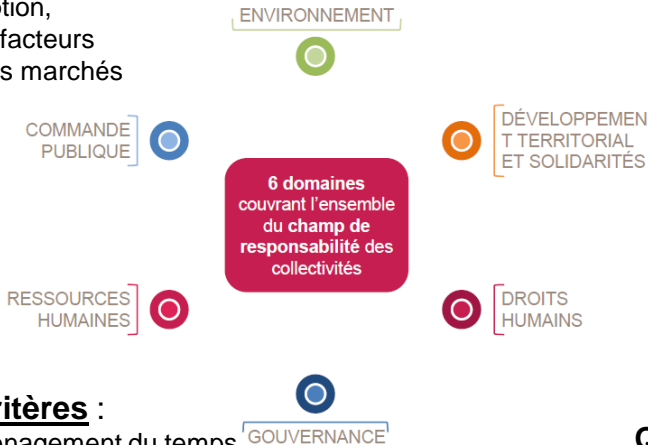 ption,
facteurs
s marchés
ENVIRONNEMENT
COMMANDE
PUBLIQUE
DÉVELOPPEMEN
T TERRITORIAL
ET SOLIDARITÉS
6 domaines
couvrant l'ensemble
du champ de
responsabilité des
collectivités
RESSOURCES
HUMAINES
DROITS
HUMAINS
ritères :
nagement du temps
GOUVERNANCE